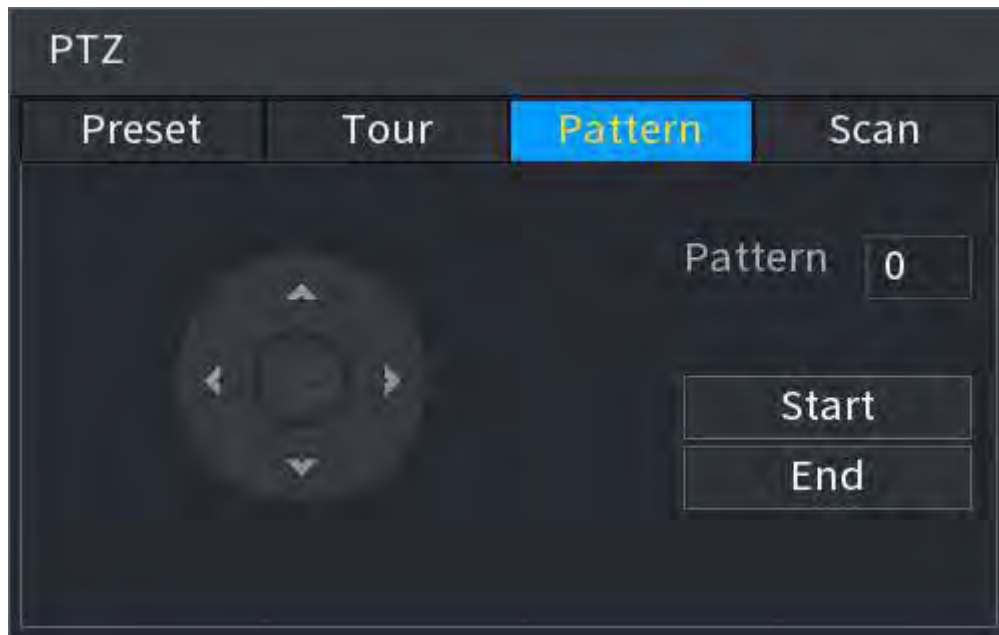 PTZ
Preset Tour Pattern Scan
Pattern 0
Start
End